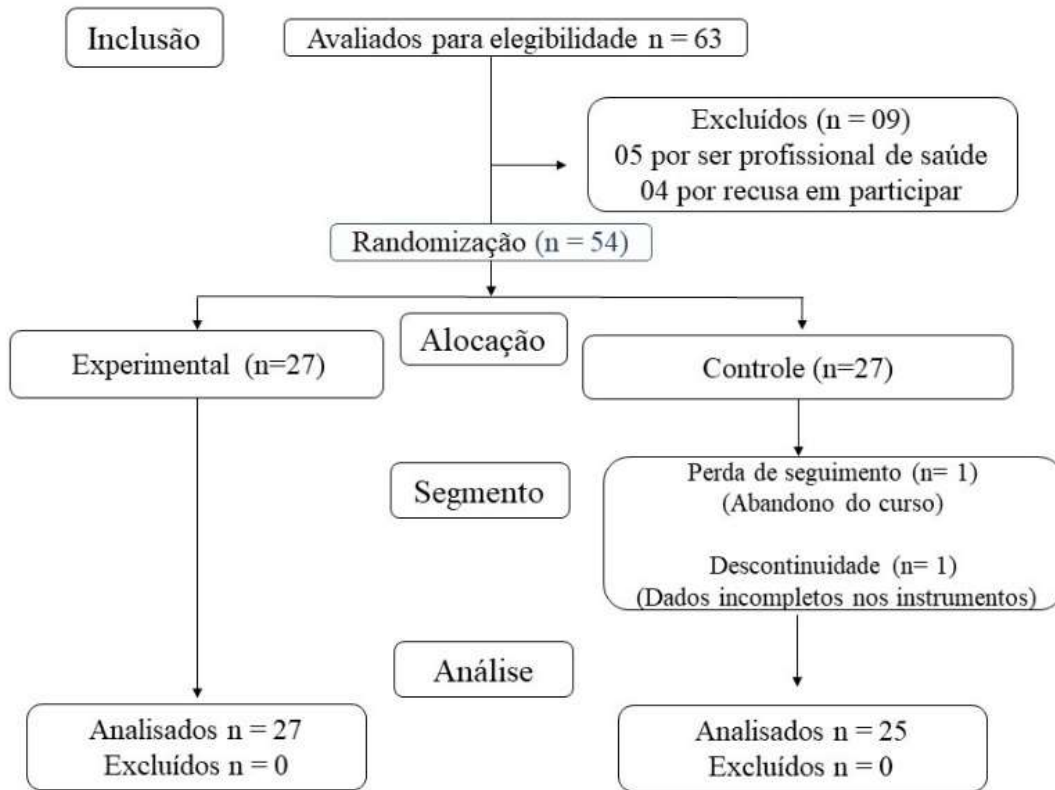 Inclusão
Avaliados para elegibilidade n = 63
Excluídos (n = 09)
05 por ser profissional de saúde
04 por recusa em participar
Randomização (n = 54)
Alocação
Experimental (n=27)
Controle (n=27)
Segmento
Perda de seguimento (n= 1)
(Abandono do curso)
Descontinuidade (n= 1)
(Dados incompletos nos instrumentos)
Análise
Analisados n = 27
Excluídos n = 0
Analisados n = 25
Excluídos n = 0